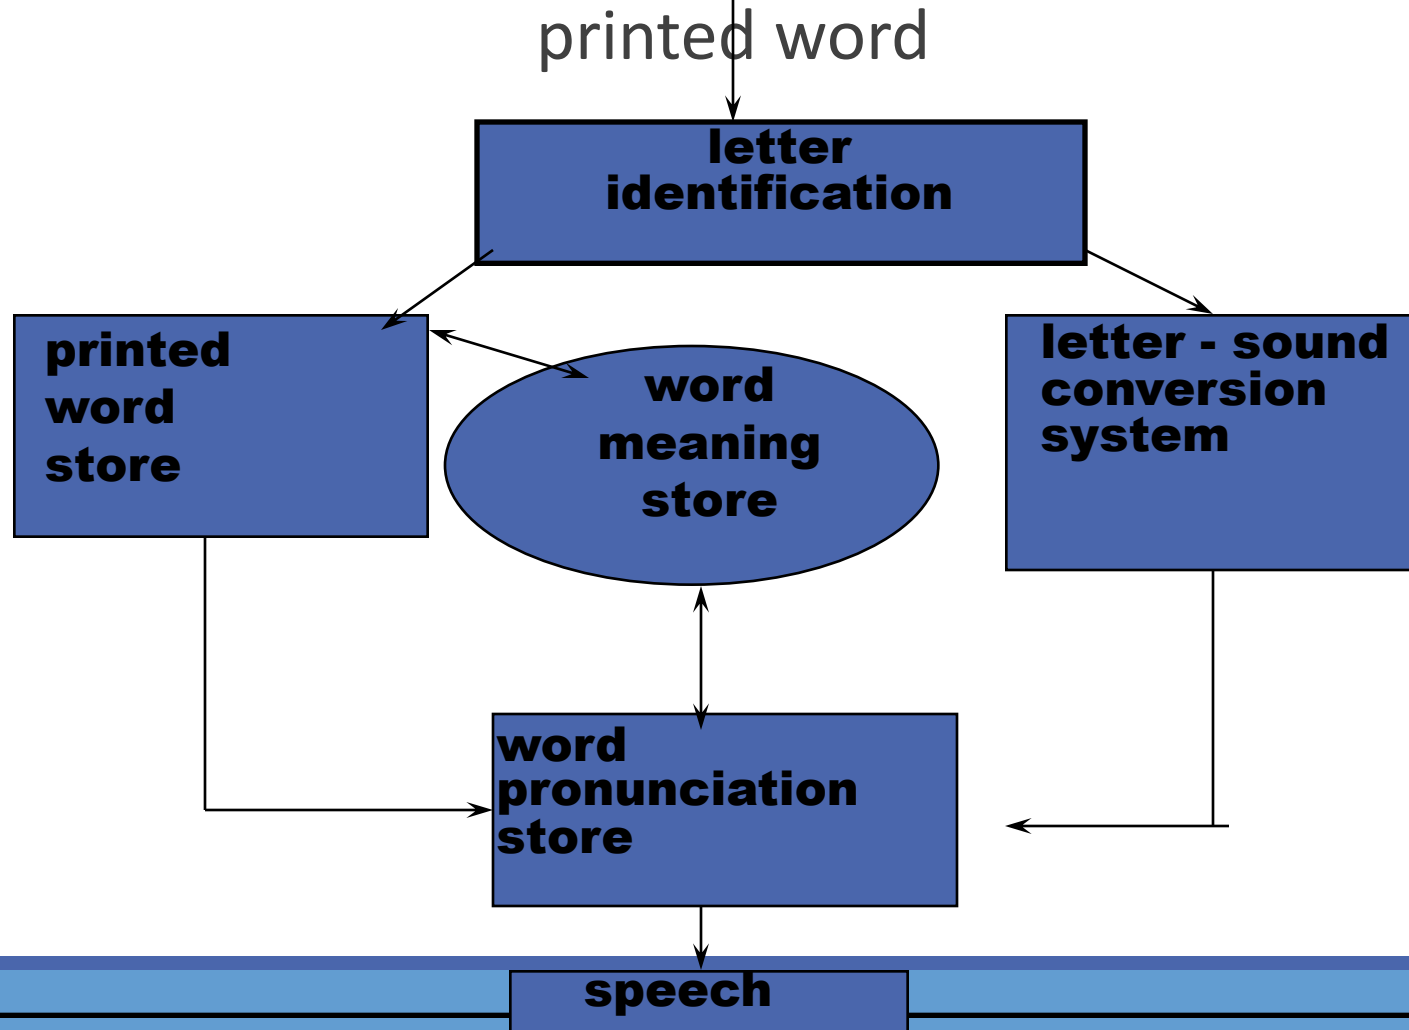 printed word
letter
identification
printed
word
store
word
meaning
store
letter - sound
conversion
system
word
pronunciation
store
speech